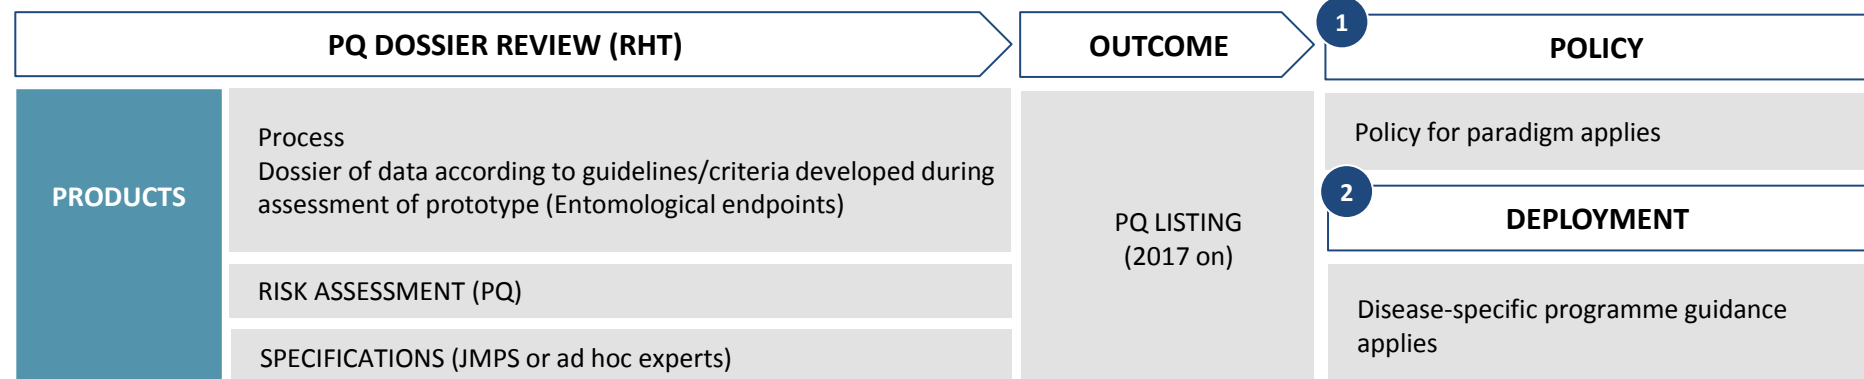 PQ DOSSIER REVIEW (RHT)
OUTCOME
1
POLICY
PRODUCTS
Process
Dossier of data according to guidelines/criteria developed during
assessment of prototype (Entomological endpoints)
RISK ASSESSMENT (PQ)
SPECIFICATIONS (JMPS or ad hoc experts)
PQ LISTING
(2017 on)
Policy for paradigm applies
2
DEPLOYMENT
Disease-specific programme guidance
applies